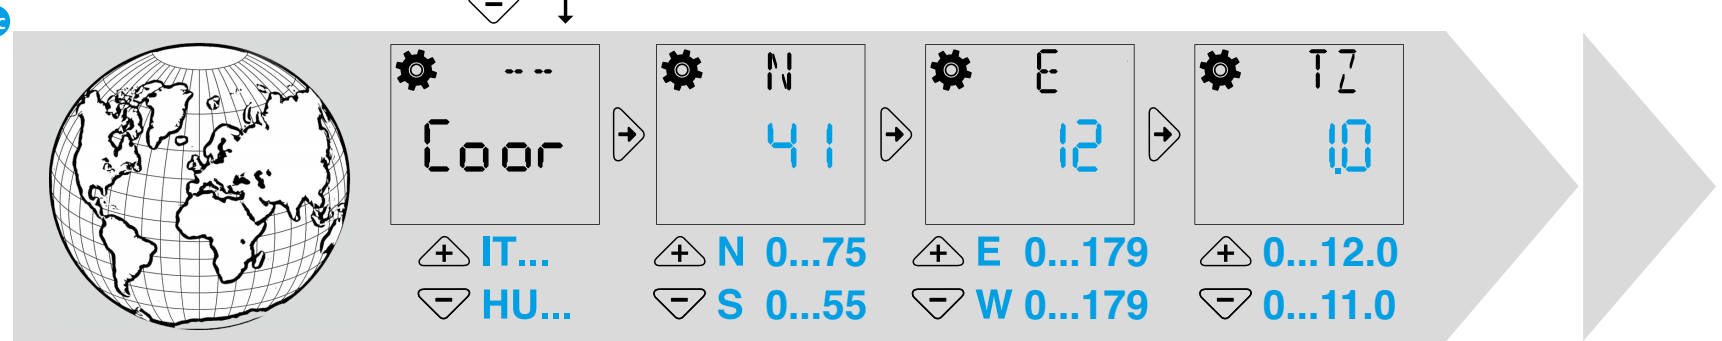 c
-- N E TZ
Coor 41 12 1.0
+ IT... + N 0...75 + E 0...179 + 0...12.0
- HU... - S 0...55 - W 0...179 - 0...11.0